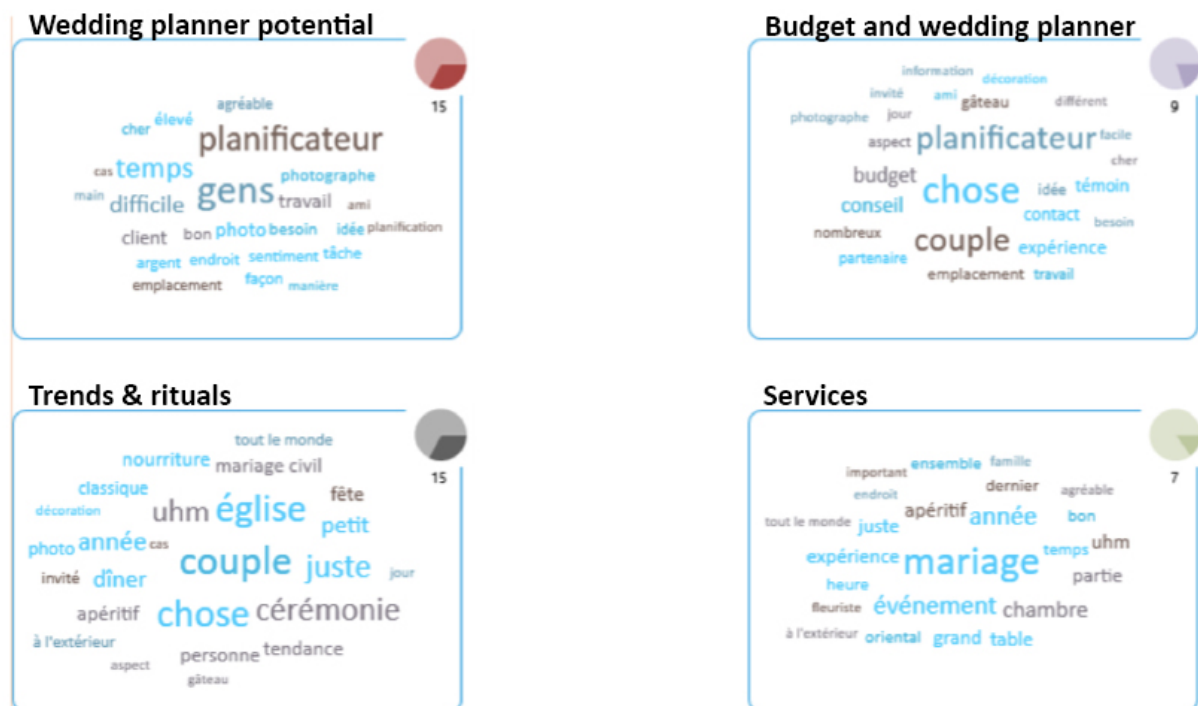 Wedding planner potential
15
agréable
cher élevé
planificateur
cas temps
photographe
main difficile gens travail ami
client bon photo besoin idée planification
argent endroit sentiment tâche
emplacement façon manière
Budget and wedding planner
9
information décoration
invité ami gâteau différent
photographe jour
aspect planificateur facile
cher
budget chose idée témoin
conseil contact besoin
nombreux couple expérience
partenaire emplacement travail
Trends & rituals
15
tout le monde
nourriture mariage civil
classique fête
décoration uhm église petit
photo année cas
couple juste jour
invité dîner
apéritif chose cérémonie
à l'extérieur personne tendance
aspect
gâteau
Services
7
important ensemble famille
endroit dernier agréable
apéritif année bon
tout le monde juste
expérience mariage temps uhm
heure partie
fleuriste événement chambre
à l'extérieur oriental grand table